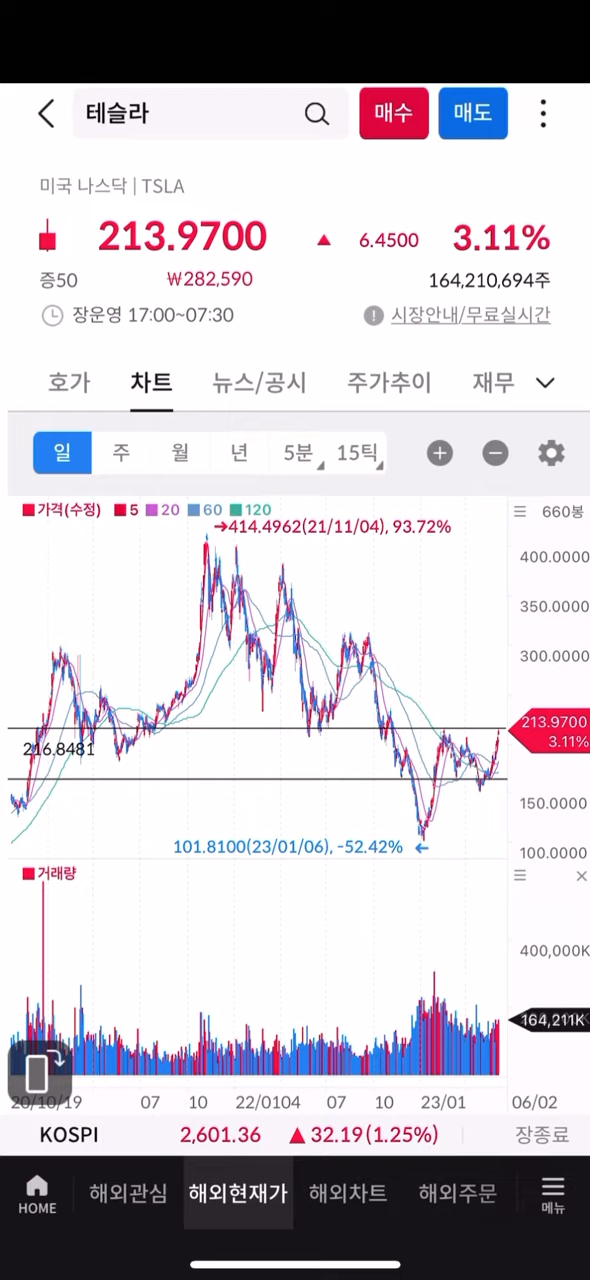 테슬라
매수
매도
미국 나스닥 | TSLA
213.9700 ▲ 6.4500 3.11%
증50 ₩282,590 164,210,694주
장운영 17:00~07:30 시장안내/무료실시간
호가 차트 뉴스/공시 주가추이 재무
일 주 월 년 5분 15틱
가격(수정) 5 20 60 120 660봉
→414.4962(21/11/04), 93.72%
400.0000
350.0000
300.0000
213.9700
3.11%
216.8481
150.0000
101.8100(23/01/06), -52.42% ←
100.0000
거래량
400,000K
164,211K
20/10/19 07 10 22/0104 07 10 23/01 06/02
KOSPI 2,601.36 ▲ 32.19(1.25%) 장종료
HOME 해외관심 해외현재가 해외차트 해외주문 메뉴